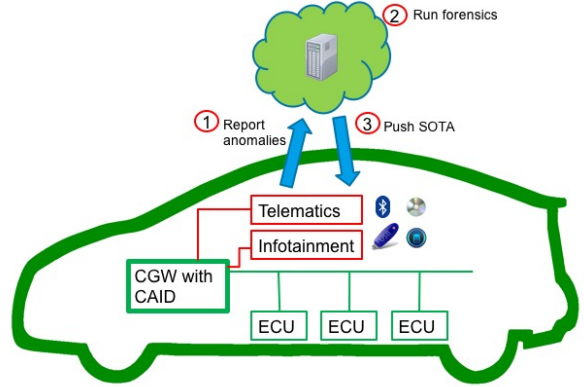 2 Run forensics
1 Report
anomalies
3 Push SOTA
Telematics
Infotainment
CGW with
CAID
ECU ECU ECU